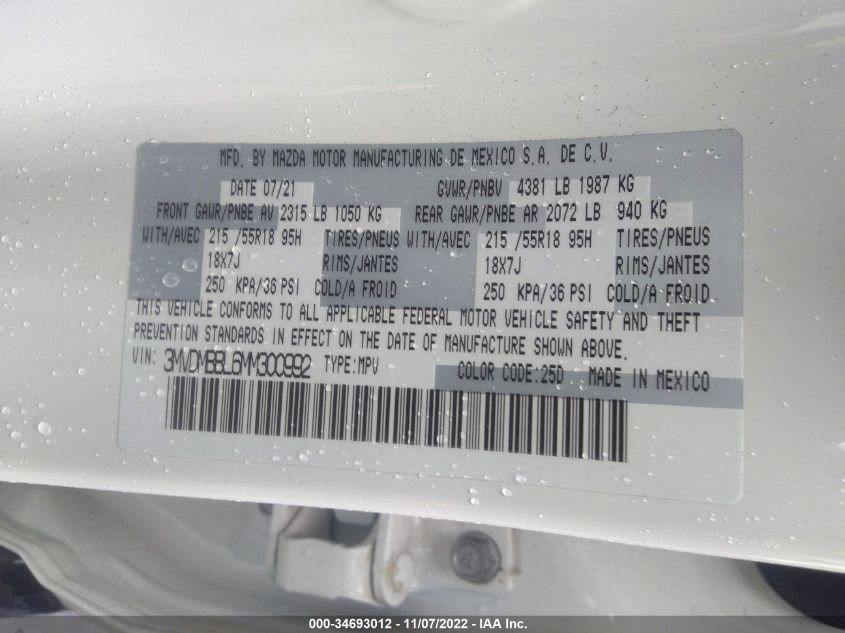 MFD. BY MAZDA MOTOR MANUFACTURING DE MEXICO S.A. DE C.V.
DATE 07/21 GVWR/PNBV 4381 LB 1987 KG
FRONT GAWR/PNBE AV 2315 LB 1050 KG REAR GAWR/PNBE AR 2072 LB 940 KG
WITH/AVEC 215 /55R18 95H TIRES/PNEUS WITH/AVEC 215 /55R18 95H TIRES/PNEUS
18X7J RIMS/JANTES 18X7J RIMS/JANTES
250 KPA/36 PSI COLD/A FROID 250 KPA/36 PSI COLD/A FROID
THIS VEHICLE CONFORMS TO ALL APPLICABLE FEDERAL MOTOR VEHICLE SAFETY AND THEFT
PREVENTION STANDARDS IN EFFECT ON THE DATE OF MANUFACTURE SHOWN ABOVE.
VIN: 3MVDMBBL6MM300992 TYPE:MPV
COLOR CODE:25D MADE IN MEXICO
000-34693012 - 11/07/2022 - IAA Inc.